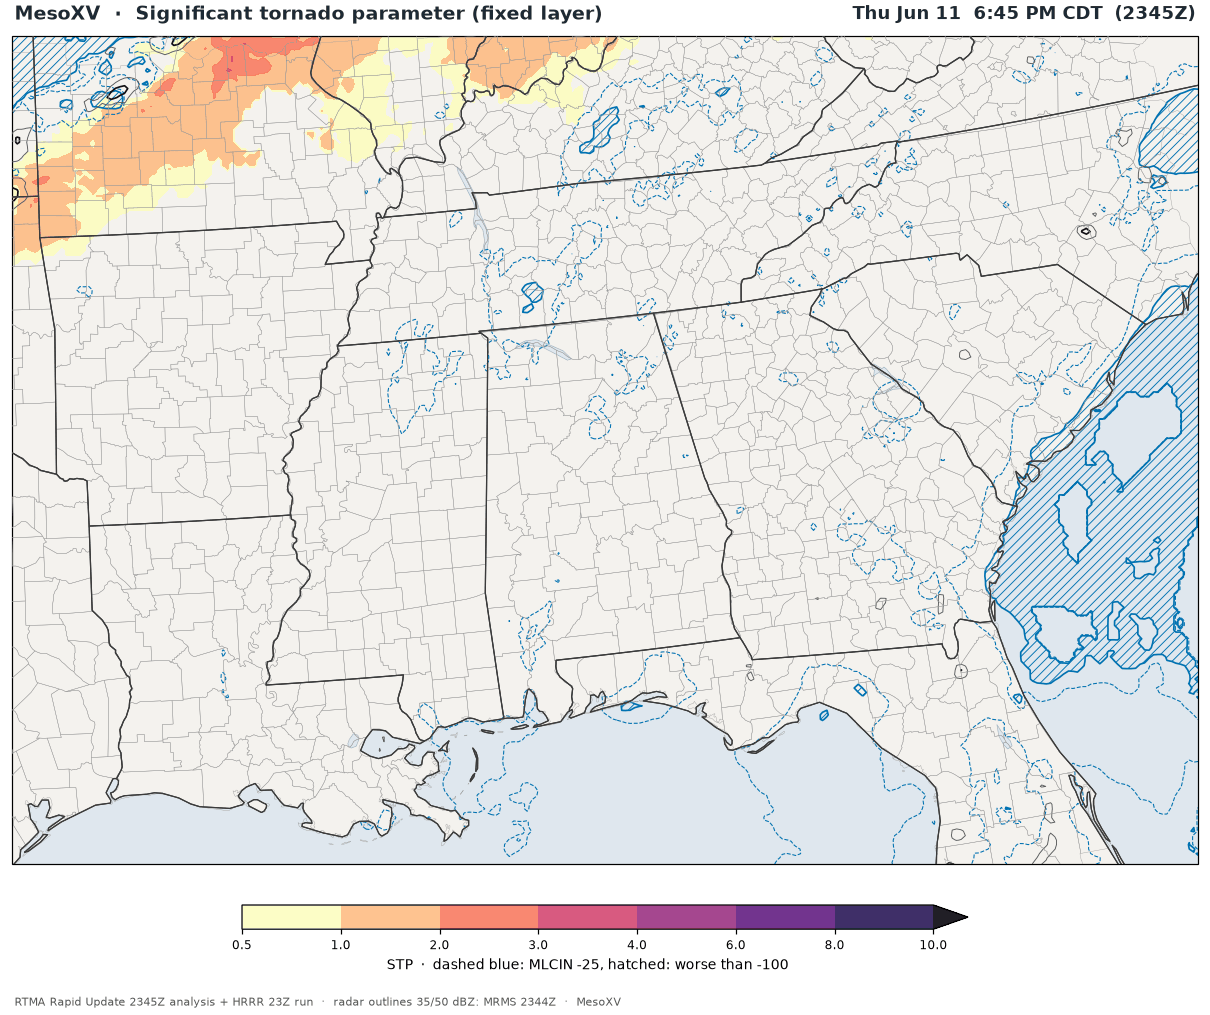 MesoXV · Significant tornado parameter (fixed layer)
Thu Jun 11 6:45 PM CDT (2345Z)
0.5 1.0 2.0 3.0 4.0 6.0 8.0 10.0
STP · dashed blue: MLCIN -25, hatched: worse than -100
RTMA Rapid Update 2345Z analysis + HRRR 23Z run · radar outlines 35/50 dBZ: MRMS 2344Z · MesoXV